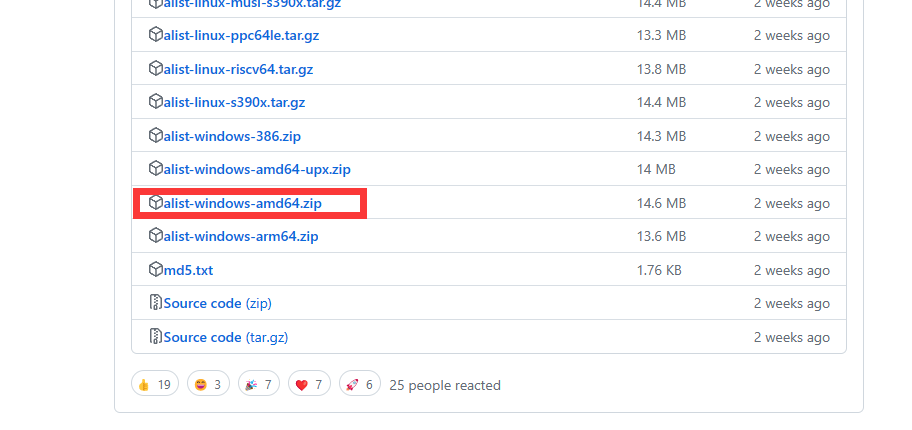 alist-linux-musl-s390x.tar.gz 14.4 MB 2 weeks ago
alist-linux-ppc64le.tar.gz 13.3 MB 2 weeks ago
alist-linux-riscv64.tar.gz 13.8 MB 2 weeks ago
alist-linux-s390x.tar.gz 14.4 MB 2 weeks ago
alist-windows-386.zip 14.3 MB 2 weeks ago
alist-windows-amd64-upx.zip 14 MB 2 weeks ago
alist-windows-amd64.zip 14.6 MB 2 weeks ago
alist-windows-arm64.zip 13.6 MB 2 weeks ago
md5.txt 1.76 KB 2 weeks ago
Source code (zip) 2 weeks ago
Source code (tar.gz) 2 weeks ago
👍 19 😄 3 🎉 7 ❤️ 7 🚀 6 25 people reacted